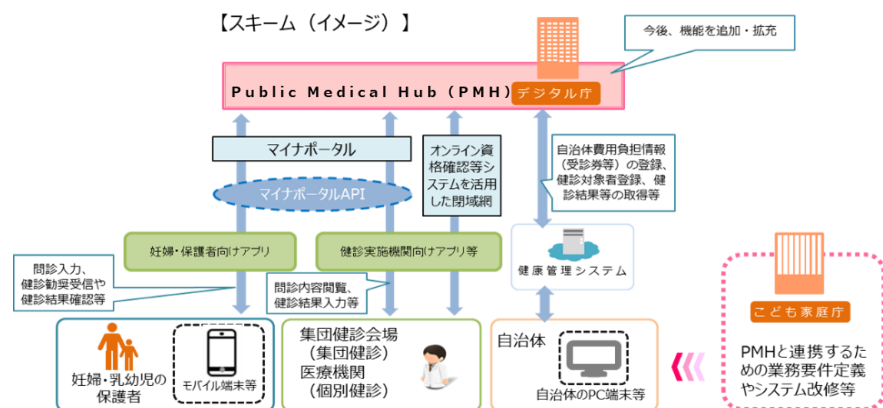 【スキーム（イメージ）】
今後、機能を追加・拡充
Public Medical Hub（PMH）
デジタル庁
マイナポータル
マイナポータルAPI
オンライン資
格確認等シ
ステムを活用
した閉域網
自治体費用負担情報
（受診券等）の登録、
健診対象者登録、健
診結果等の取得等
妊婦・保護者向けアプリ
健診実施機関向けアプリ等
健康管理システム
問診入力、
健診勧奨受信や
健診結果確認等
問診内容閲覧、
健診結果入力等
妊婦・乳幼児の
保護者
モバイル端末等
集団健診会場
（集団健診）
医療機関
（個別健診）
自治体
自治体のPC端末等
こども家庭庁
PMHと連携するた
めの業務要件定義
やシステム改修等